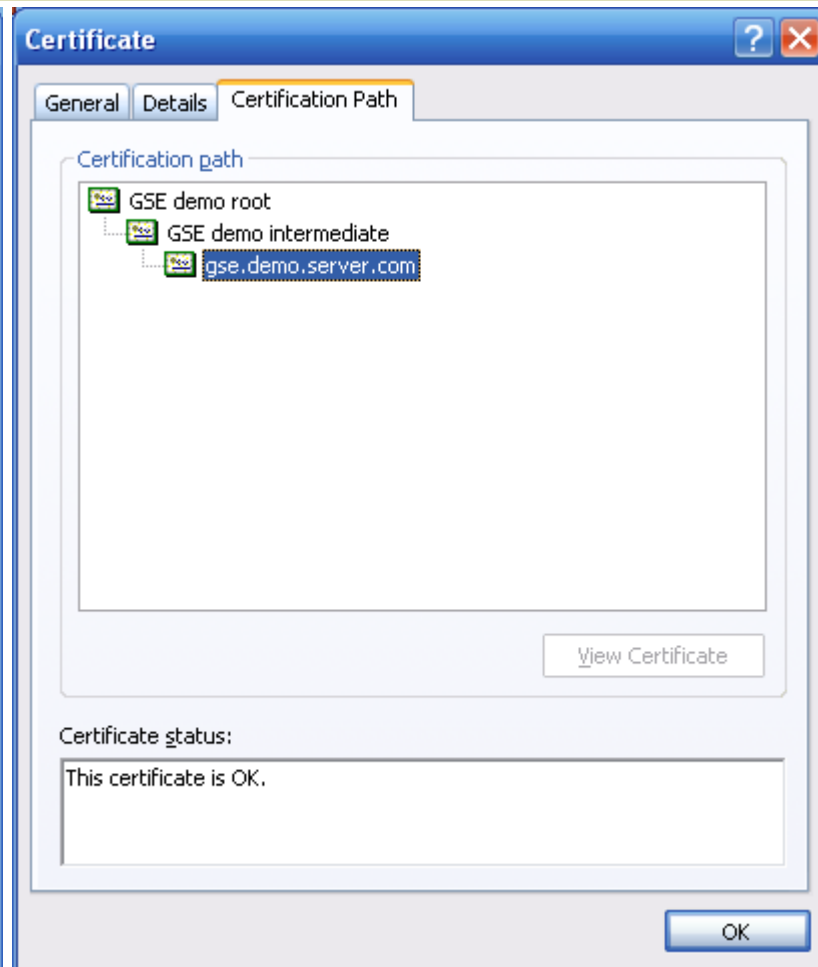 Certificate
General
Details
Certification Path
Certification path
GSE demo root
GSE demo intermediate
gse.demo.server.com
View Certificate
Certificate status:
This certificate is OK.
OK